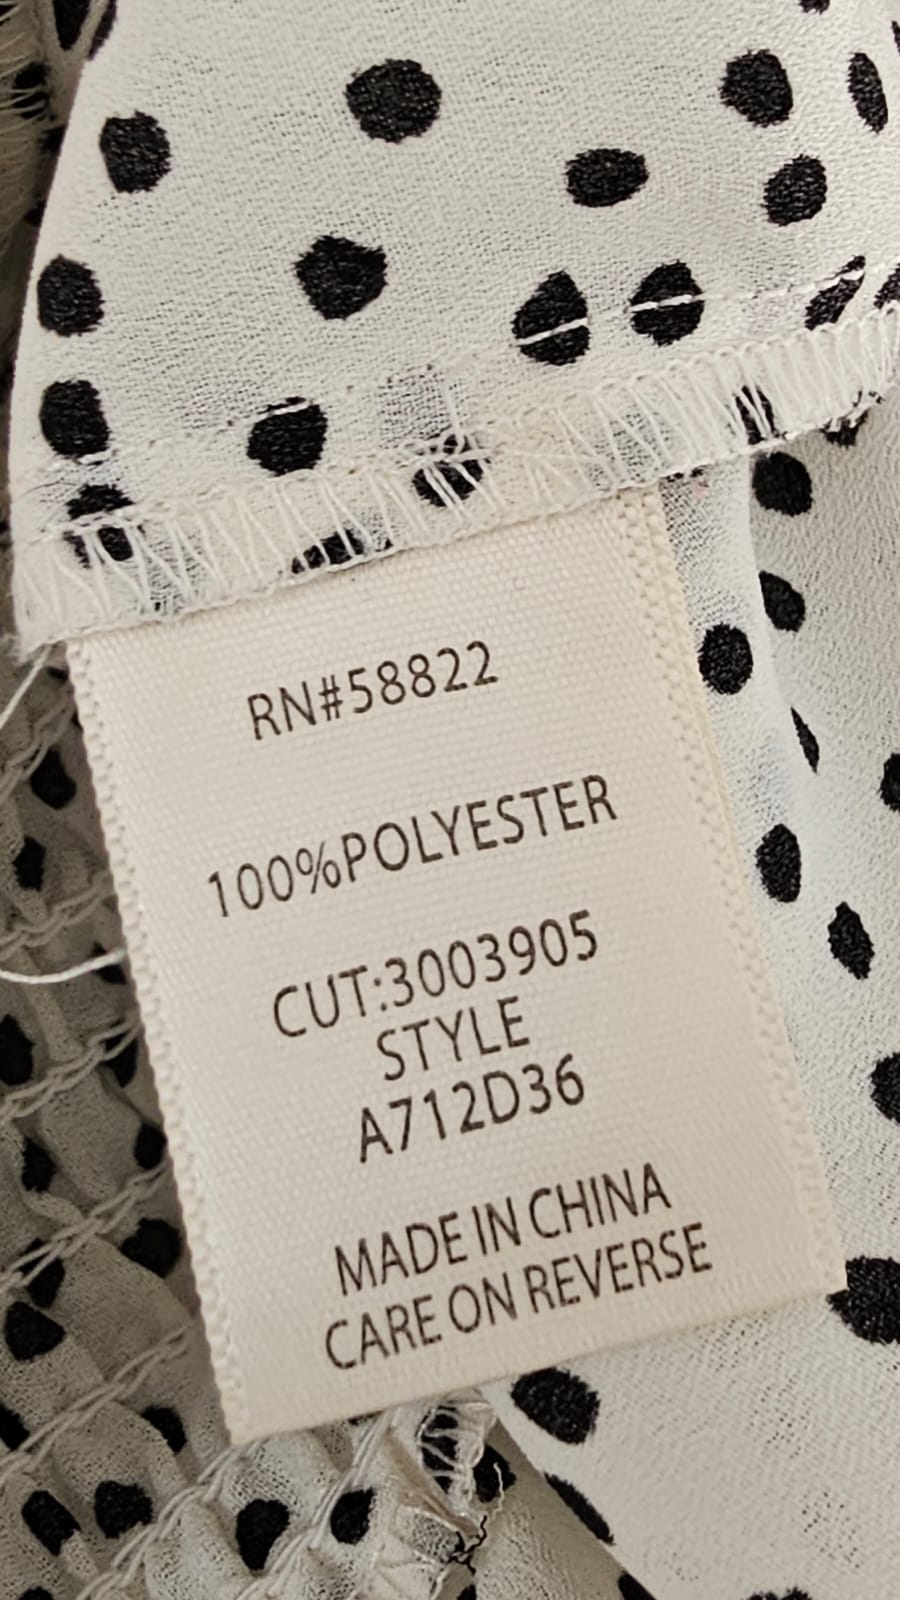 RN#58822
100%POLYESTER
CUT:3003905
STYLE
A712D36
MADE IN CHINA
CARE ON REVERSE